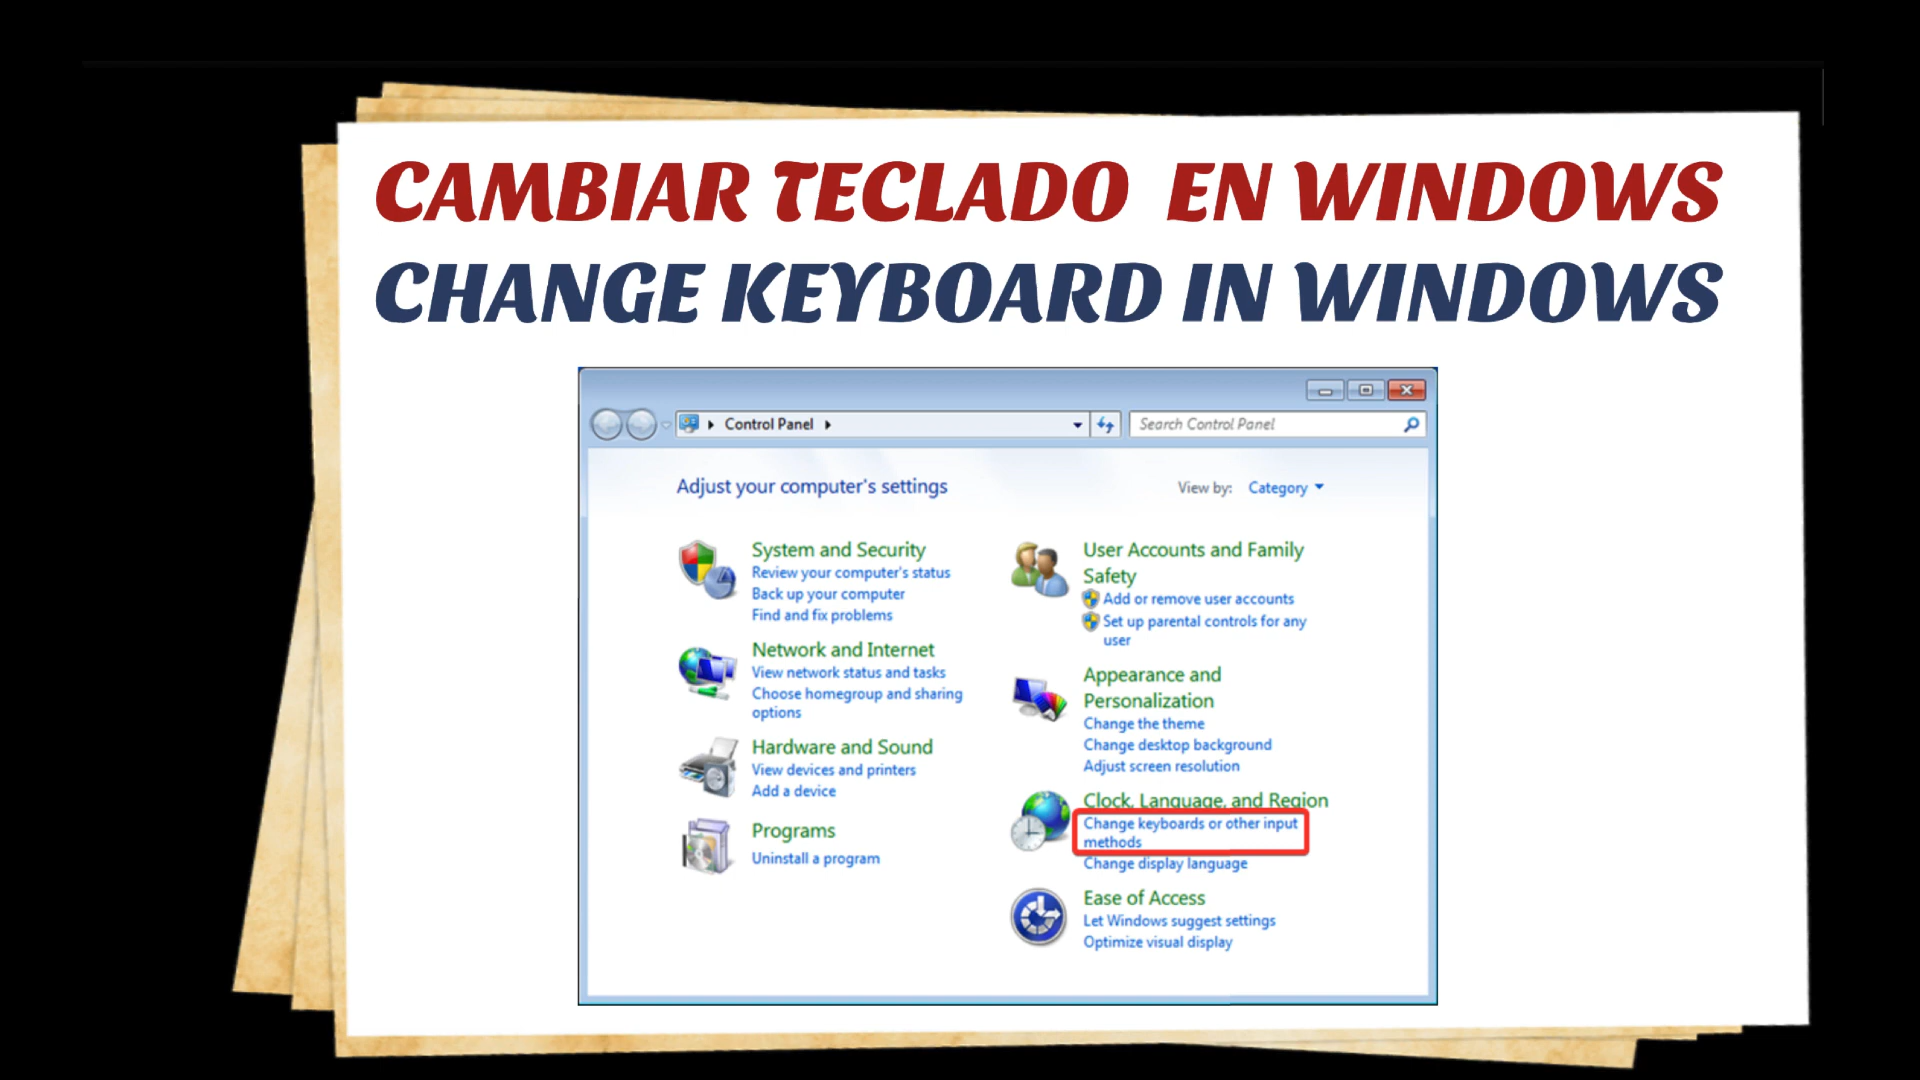 CAMBIAR TECLADO EN WINDOWS
CHANGE KEYBOARD IN WINDOWS
Control Panel
Search Control Panel
Adjust your computer's settings
View by: Category
System and Security
Review your computer's status
Back up your computer
Find and fix problems
Network and Internet
View network status and tasks
Choose homegroup and sharing
options
Hardware and Sound
View devices and printers
Add a device
Programs
Uninstall a program
User Accounts and Family
Safety
Add or remove user accounts
Set up parental controls for any
user
Appearance and
Personalization
Change the theme
Change desktop background
Adjust screen resolution
Clock, Language, and Region
Change keyboards or other input
methods
Change display language
Ease of Access
Let Windows suggest settings
Optimize visual display